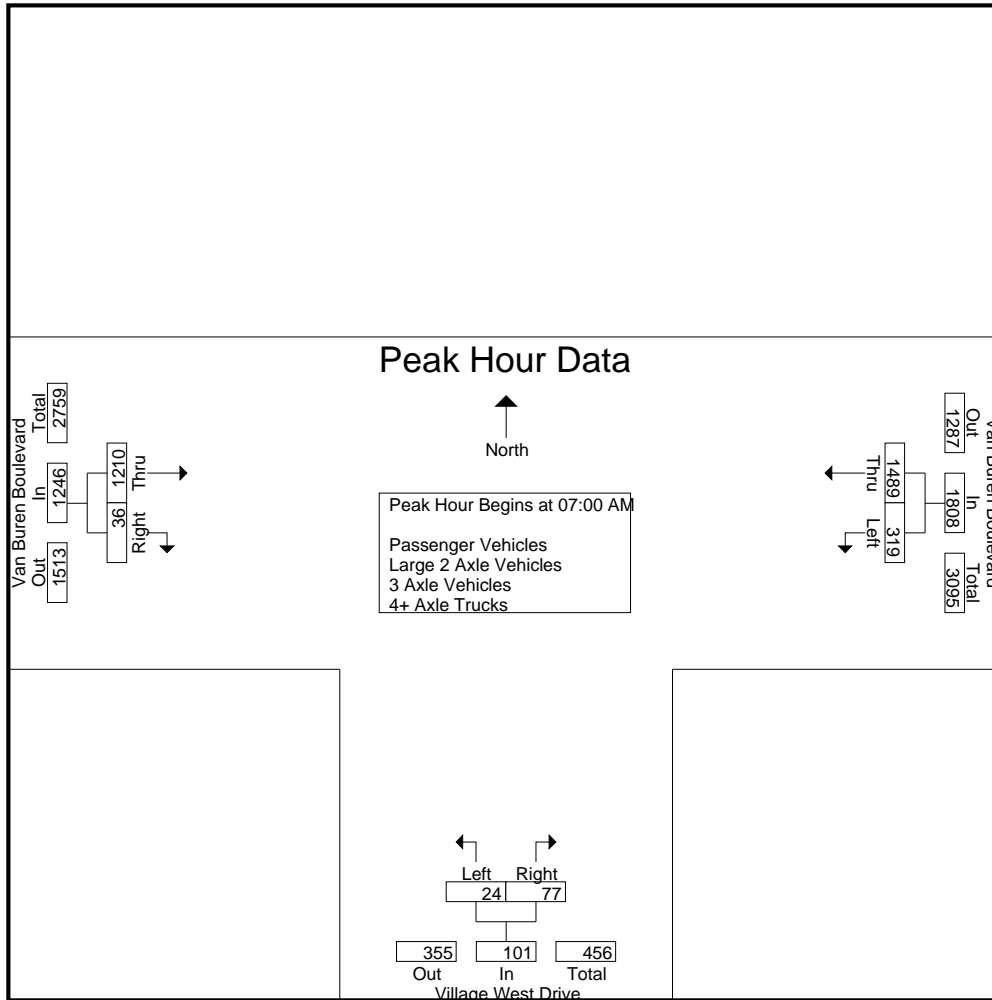 Peak Hour Data
North
Peak Hour Begins at 07:00 AM
Passenger Vehicles
Large 2 Axle Vehicles
3 Axle Vehicles
4+ Axle Trucks
Van Buren Boulevard
Out In Total
1513 1246 2759
Right Thru
36 1210
Van Buren Boulevard
Out In Total
1287 1808 3095
Thru Left
1489 319
Left Right
24 77
355 101 456
Out In Total
Village West Drive